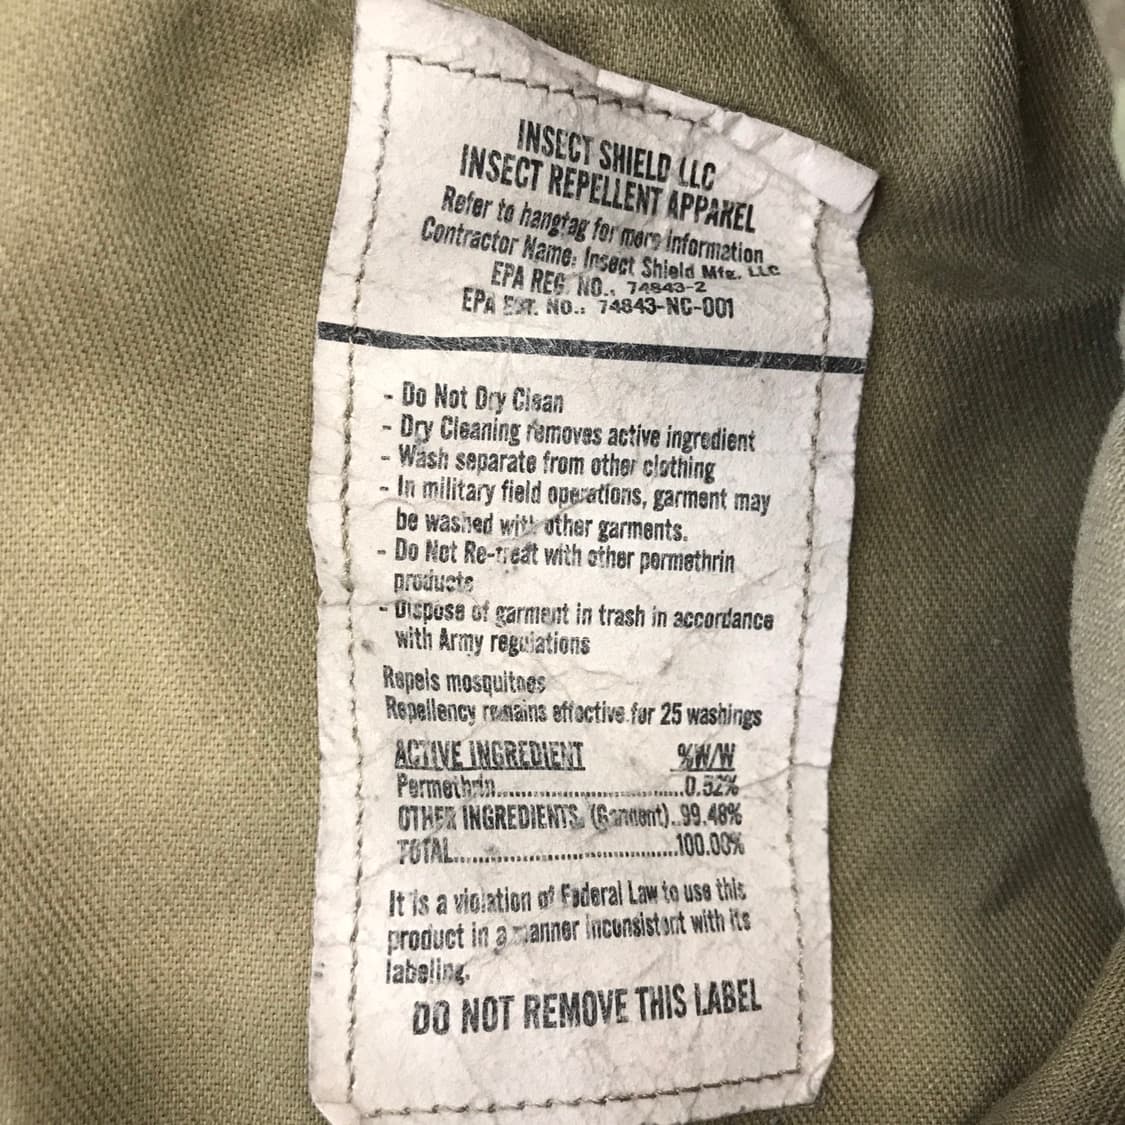 INSECT SHIELD LLC
INSECT REPELLENT APPAREL
Refer to hangtag for more information
Contractor Name: Insect Shield Mfg. LLC
EPA REG. NO.: 74843-2
EPA EST. NO.: 74843-NC-001
- Do Not Dry Clean
- Dry Cleaning removes active ingredient
- Wash separate from other clothing
- In military field operations, garment may
be washed with other garments.
- Do Not Re-treat with other permethrin
products
- Dispose of garment in trash in accordance
with Army regulations
Repels mosquitoes
Repellency remains effective for 25 washings
ACTIVE INGREDIENT %W/W
Permethrin..........................0.52%
OTHER INGREDIENTS (Garment)..99.48%
TOTAL................................100.00%
It is a violation of Federal Law to use this
product in a manner inconsistent with its
labeling.
DO NOT REMOVE THIS LABEL